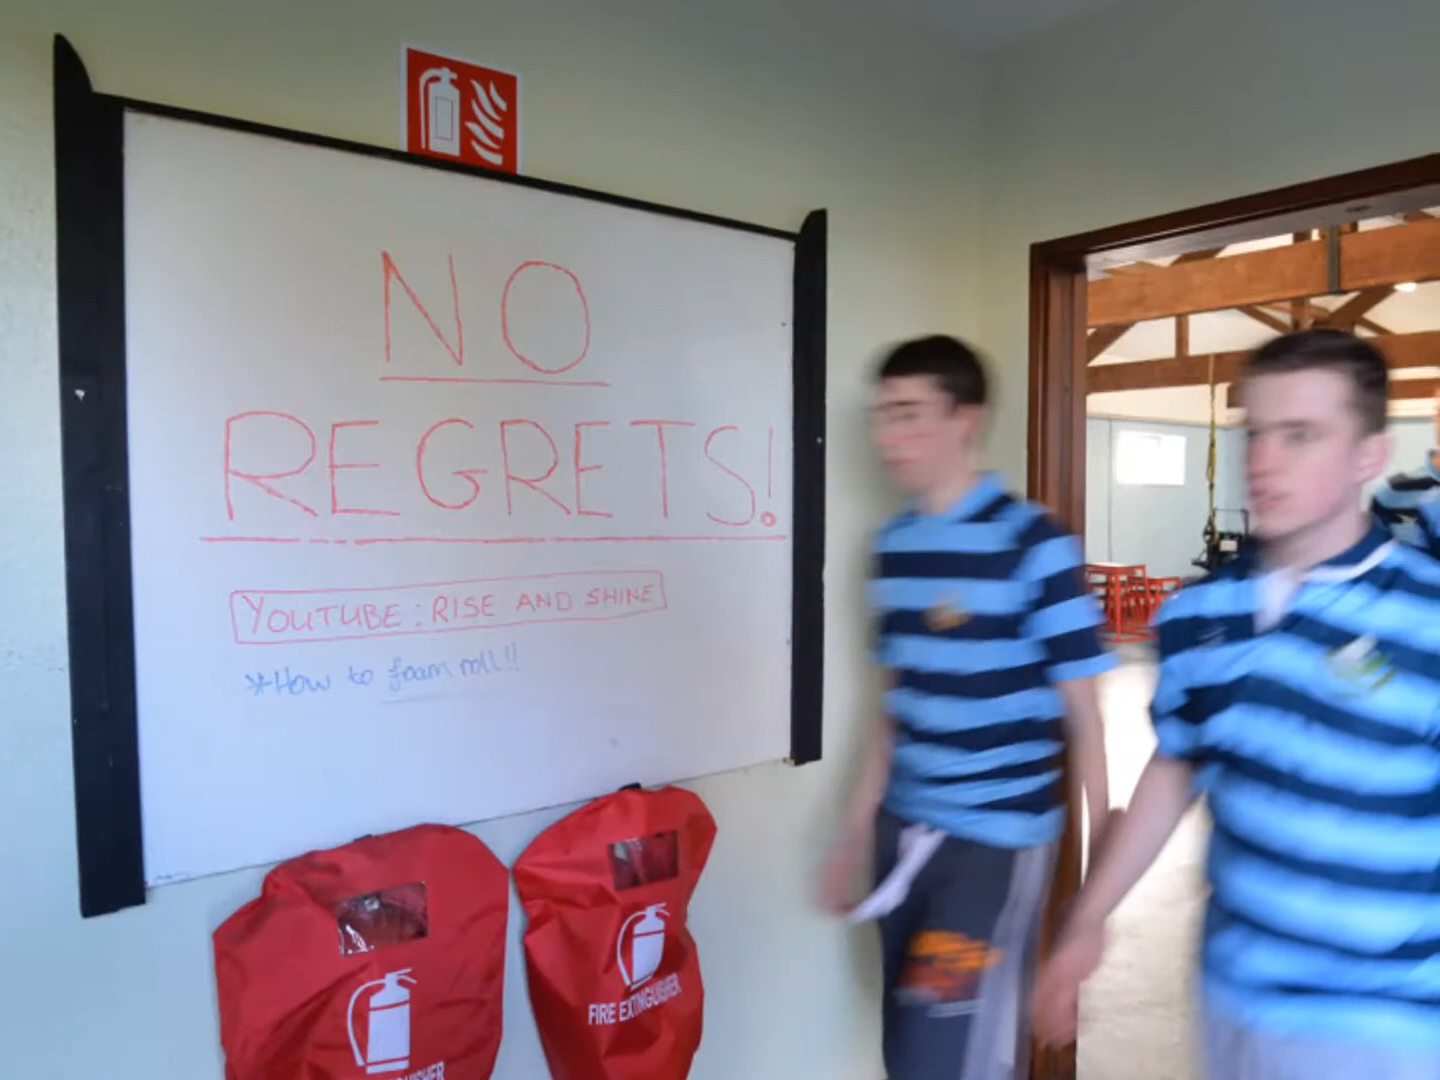 NO
REGRETS!
YOUTUBE: RISE AND SHINE
*How to foam roll!!
FIRE EXTINGUISHER